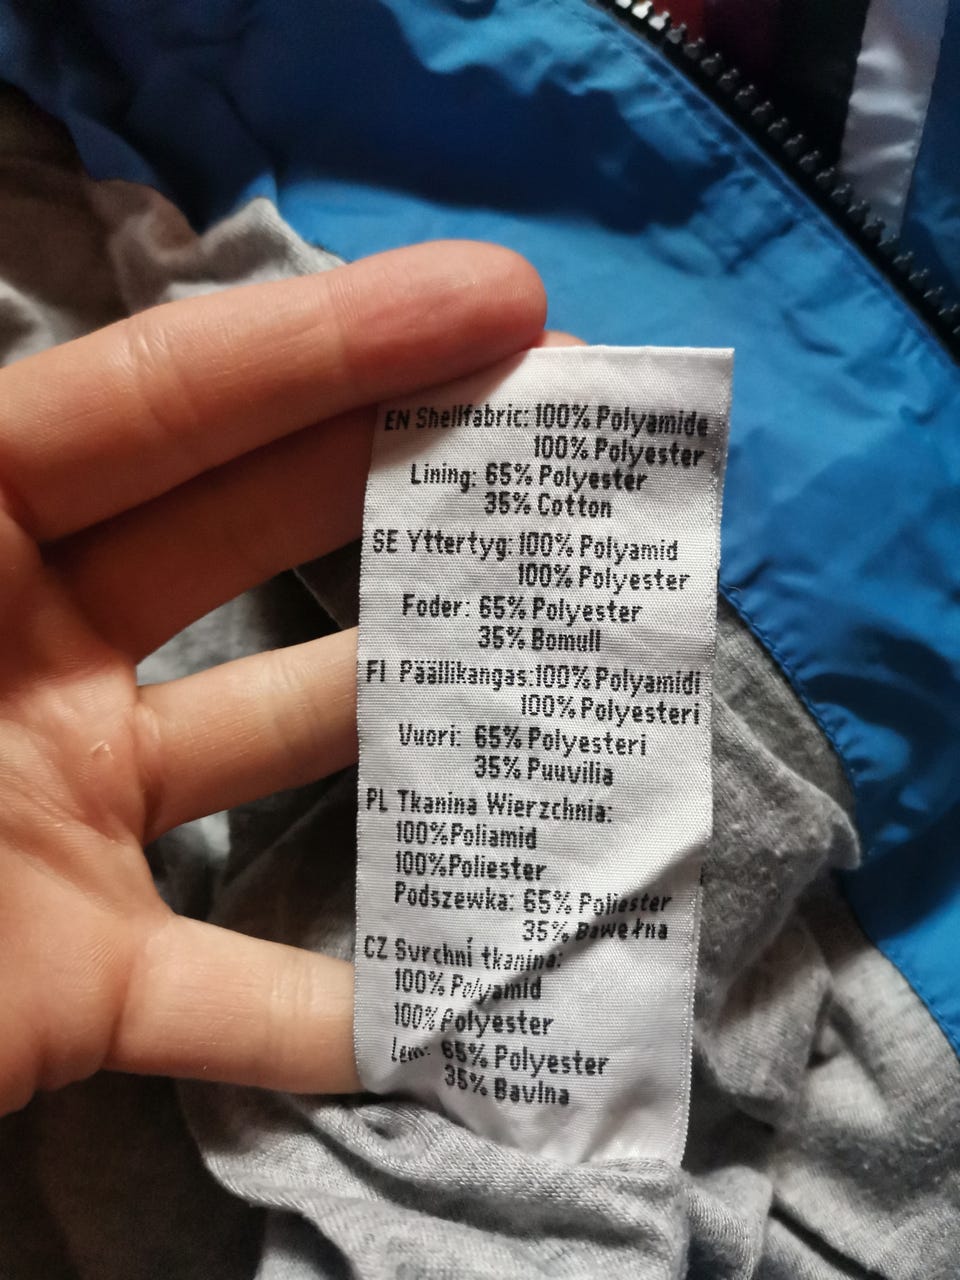 EN Shellfabric: 100% Polyamide
100% Polyester
Lining: 65% Polyester
35% Cotton
SE Yttertyg: 100% Polyamid
100% Polyester
Foder: 65% Polyester
35% Bomull
FI Päällikangas: 100% Polyamidi
100% Polyesteri
Vuori: 65% Polyesteri
35% Puuvilia
PL Tkanina Wierzchnia:
100% Poliamid
100% Poliester
Podszewka: 65% Poliester
35% Bawełna
CZ Svrchní tkanina:
100% Polyamid
100% Polyester
Lem: 65% Polyester
35% Bavlna